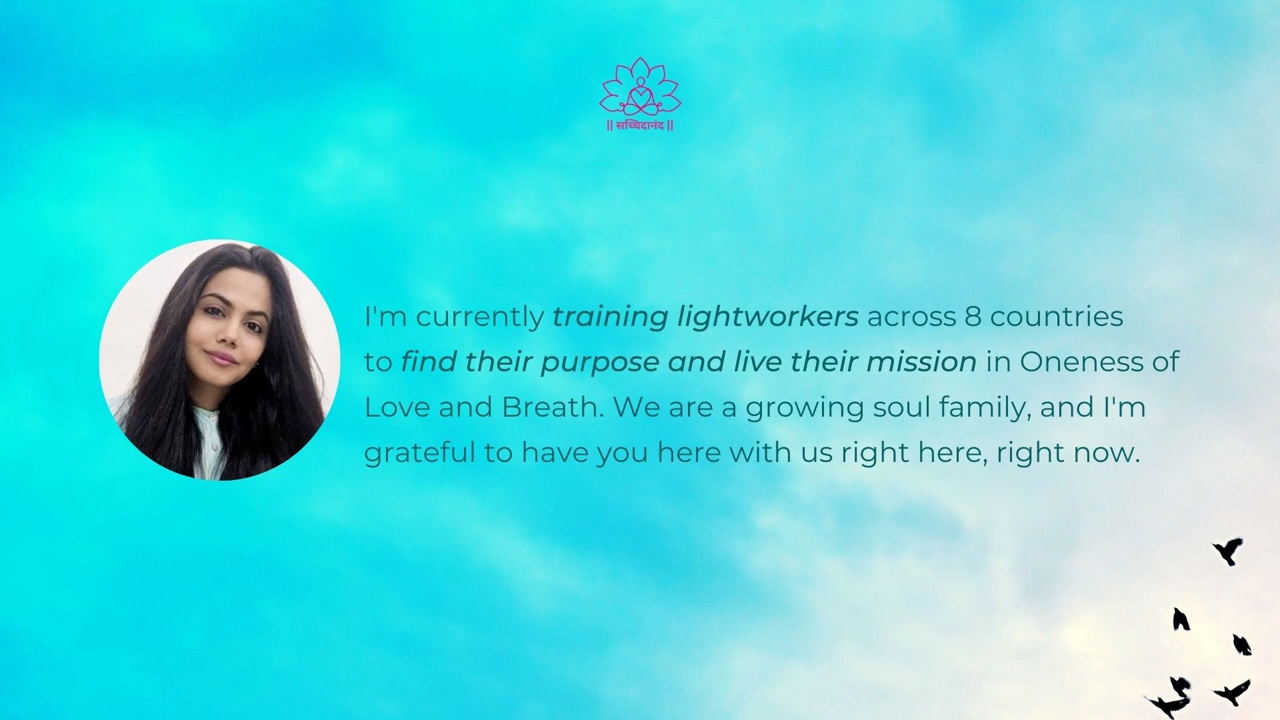 || सच्चिदानंद ||
I'm currently training lightworkers across 8 countries
to find their purpose and live their mission in Oneness of
Love and Breath. We are a growing soul family, and I'm
grateful to have you here with us right here, right now.